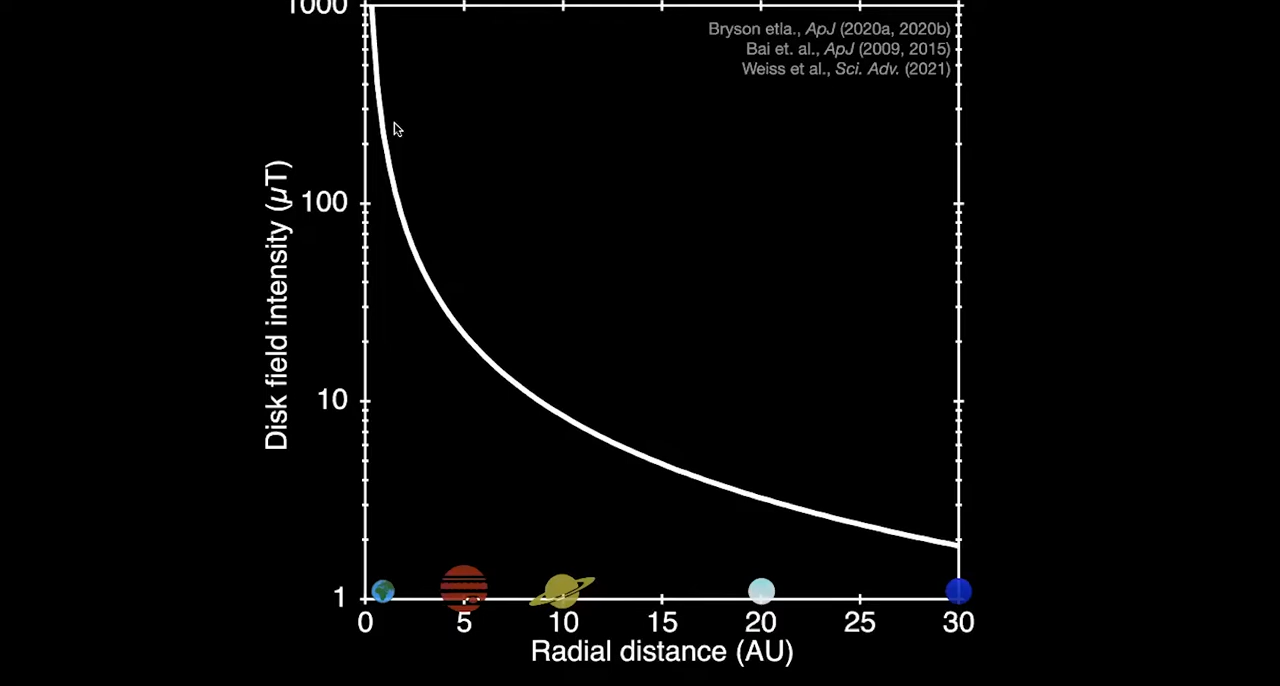 1000
Bryson etla., ApJ (2020a, 2020b)
Bai et. al., ApJ (2009, 2015)
Weiss et al., Sci. Adv. (2021)
Disk field intensity (μT)
100
10
1
0 5 10 15 20 25 30
Radial distance (AU)